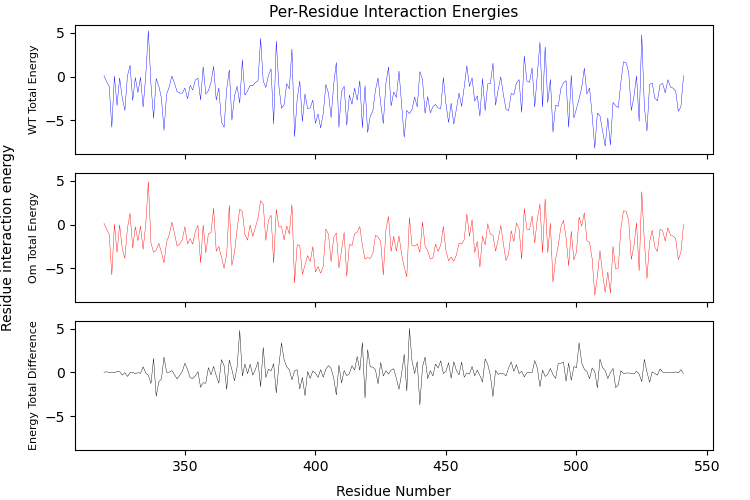 Per-Residue Interaction Energies
Residue interaction energy
WT Total Energy
5
0
−5
Om Total Energy
5
0
−5
Energy Total Difference
5
0
−5
350
400
450
500
550
Residue Number